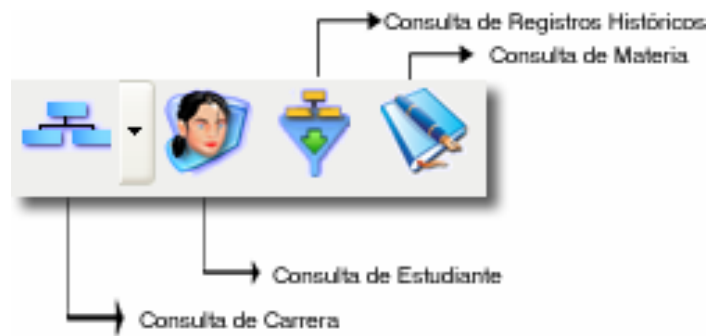 Consulta de Registros Históricos
Consulta de Materia
Consulta de Estudiante
Consulta de Carrera